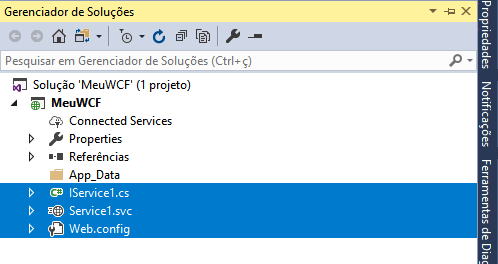 Gerenciador de Soluções
Pesquisar em Gerenciador de Soluções (Ctrl+ç)
Solução 'MeuWCF' (1 projeto)
MeuWCF
Connected Services
Properties
Referências
App_Data
IService1.cs
Service1.svc
Web.config
Propriedades
Notificações
Ferramentas de Diag